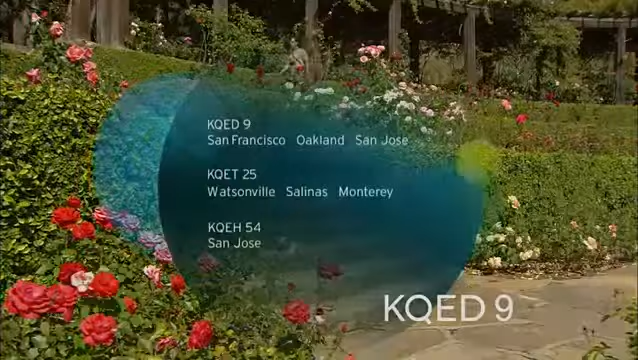 KQED 9
San Francisco Oakland San Jose
KQET 25
Watsonville Salinas Monterey
KQEH 54
San Jose
KQED 9